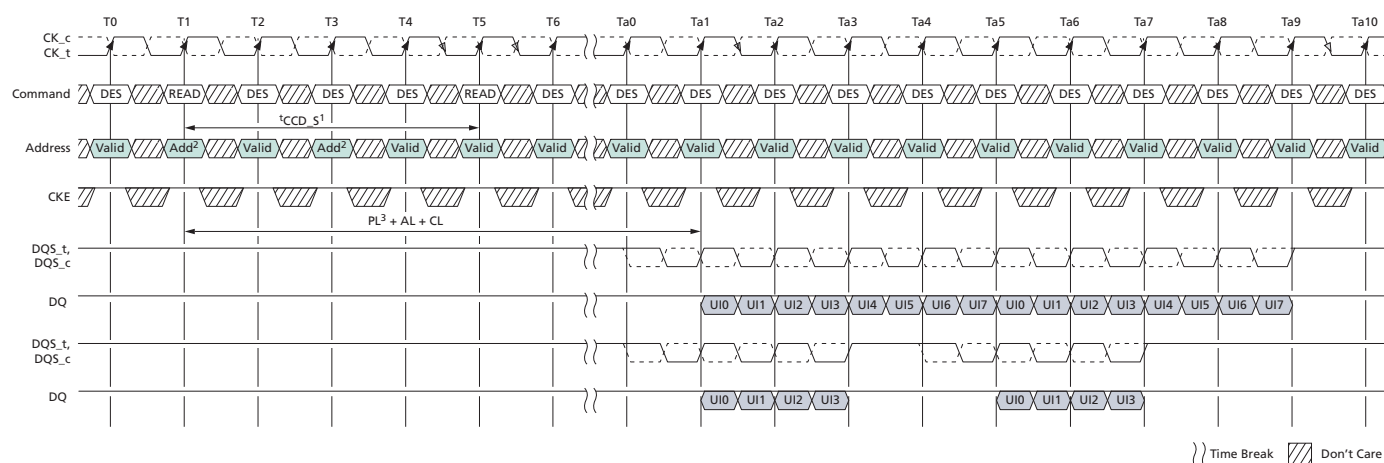 T0 T1 T2 T3 T4 T5 T6 Ta0 Ta1 Ta2 Ta3 Ta4 Ta5 Ta6 Ta7 Ta8 Ta9 Ta10
CK_c
CK_t
Command DES READ DES DES DES READ DES DES DES DES DES DES DES DES DES DES DES DES
tCCD_S1
Address Valid Add2 Valid Add2 Valid Valid Valid Valid Valid Valid Valid Valid Valid Valid Valid Valid Valid Valid
CKE
PL3 + AL + CL
DQS_t,
DQS_c
DQ UI0 UI1 UI2 UI3 UI4 UI5 UI6 UI7 UI0 UI1 UI2 UI3 UI4 UI5 UI6 UI7
DQS_t,
DQS_c
DQ UI0 UI1 UI2 UI3 UI0 UI1 UI2 UI3
Time Break Don't Care